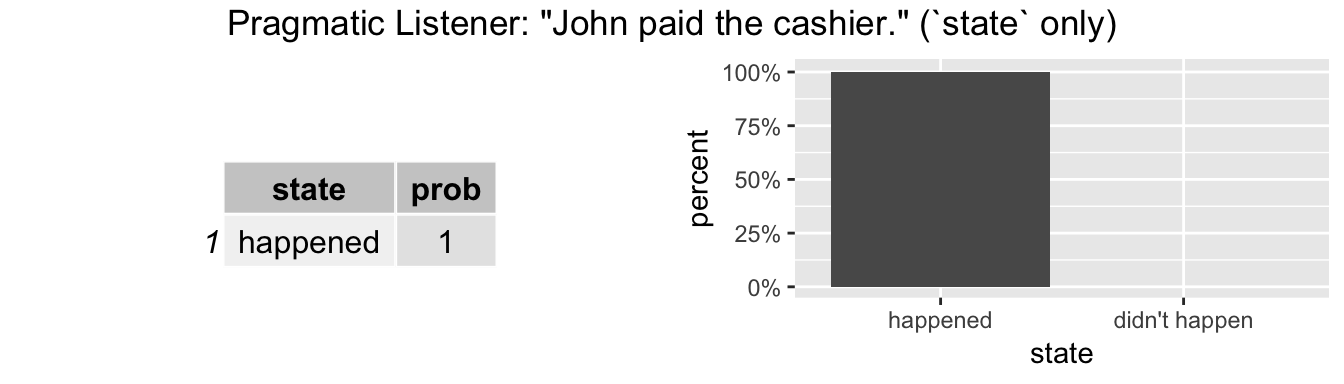 Pragmatic Listener: "John paid the cashier." (`state` only)
state prob
1 happened 1
percent
100%
75%
50%
25%
0%
happened didn't happen
state